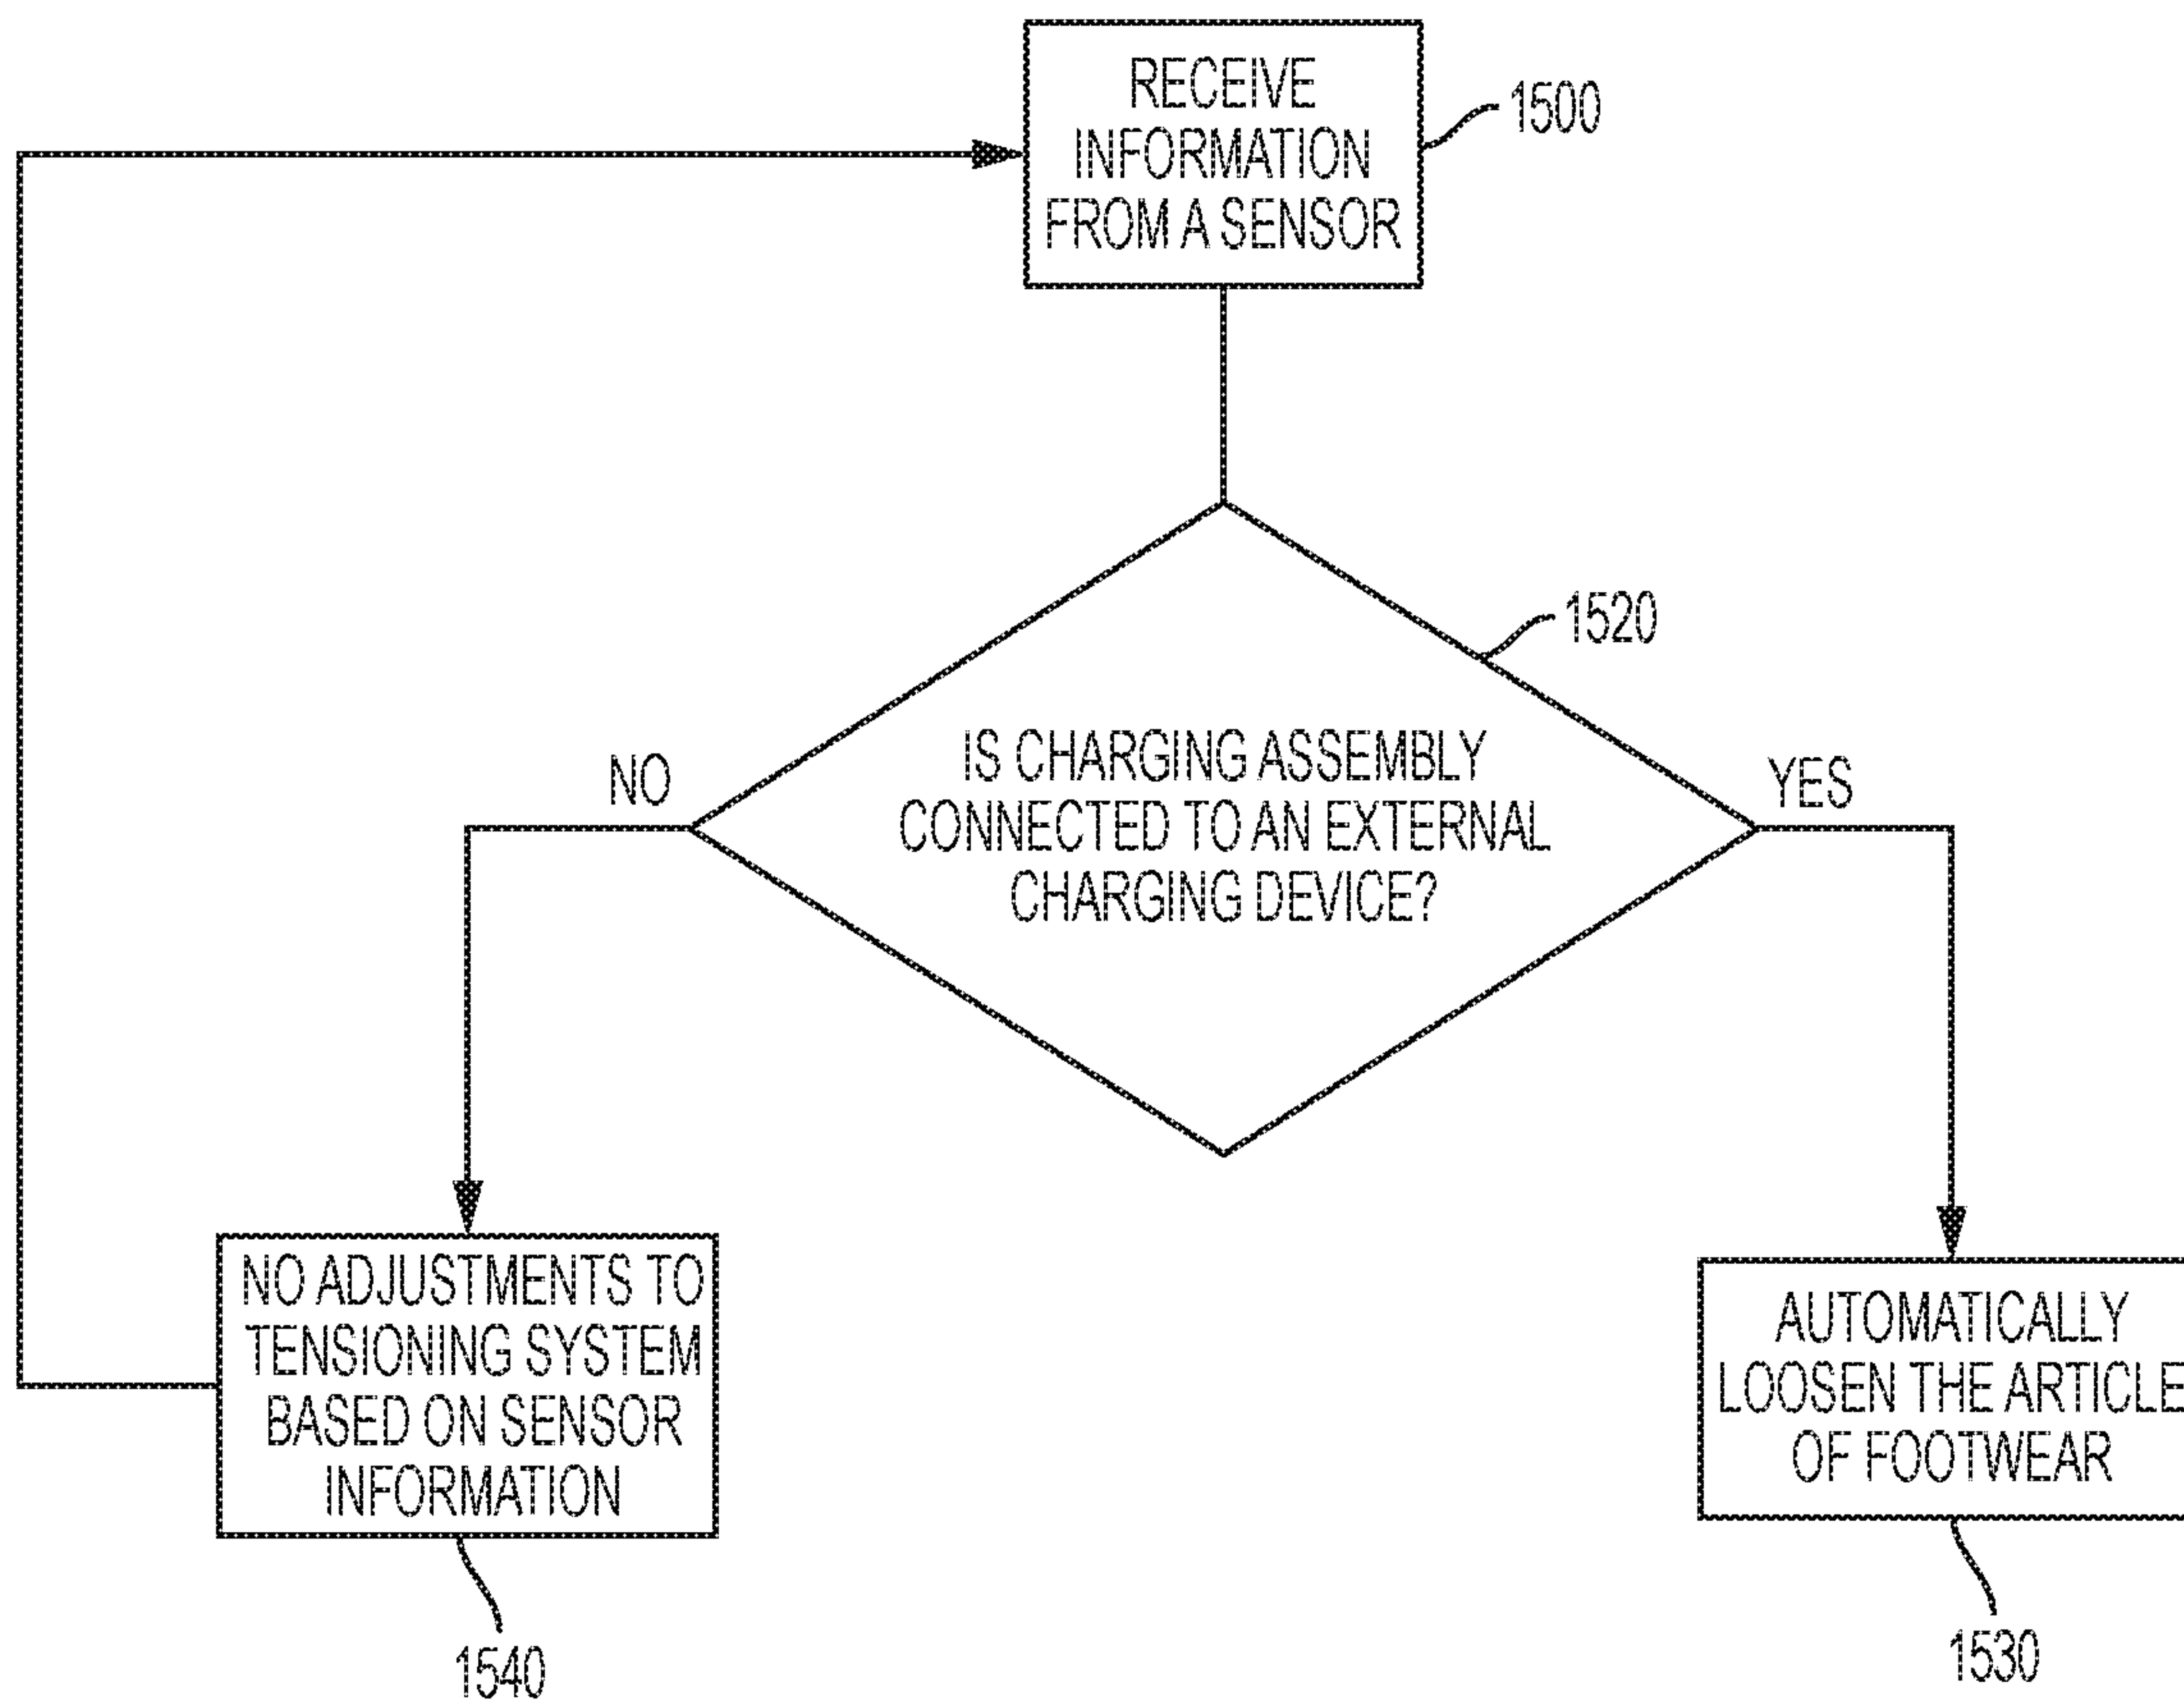 RECEIVE
INFORMATION
FROM A SENSOR
1500
1520
IS CHARGING ASSEMBLY
CONNECTED TO AN EXTERNAL
CHARGING DEVICE?
NO
YES
NO ADJUSTMENTS TO
TENSIONING SYSTEM
BASED ON SENSOR
INFORMATION
1540
AUTOMATICALLY
LOOSEN THE ARTICLE
OF FOOTWEAR
1530